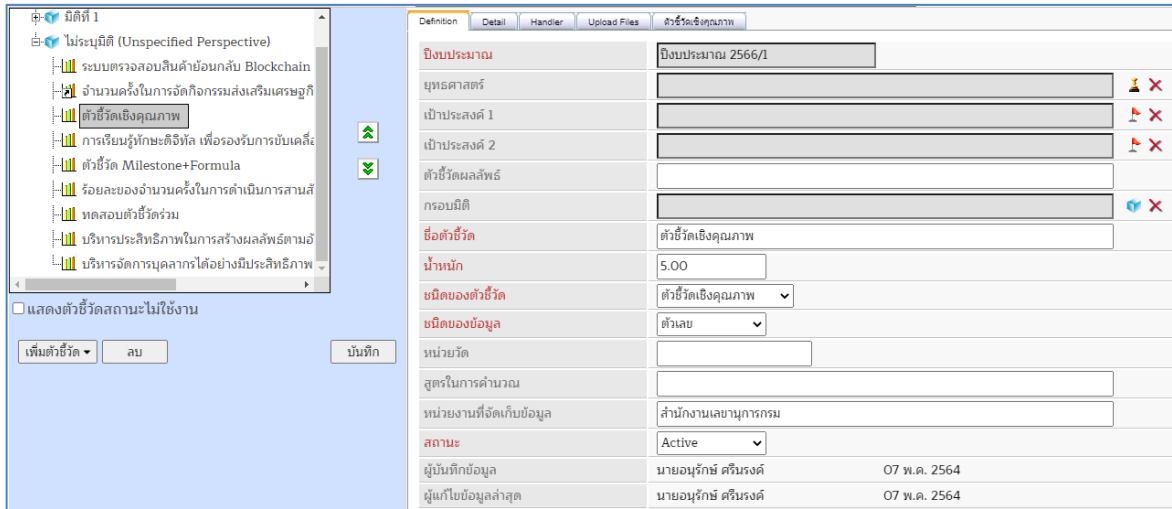 มิติที่ 1
ไม่ระบุมิติ (Unspecified Perspective)
ระบบตรวจสอบสินค้าย้อนกลับ Blockchain
จำนวนครั้งในการจัดกิจกรรมส่งเสริมเศรษฐกิ
ตัวชี้วัดเชิงคุณภาพ
การเรียนรู้ทักษะดิจิทัล เพื่อรองรับการขับเคลื่อ
ตัวชี้วัด Milestone+Formula
ร้อยละของจำนวนครั้งในการดำเนินการสานสั
ทดสอบตัวชี้วัดร่วม
บริหารประสิทธิภาพในการสร้างผลลัพธ์ตามอั
บริหารจัดการบุคลากรได้อย่างมีประสิทธิภาพ
แสดงตัวชี้วัดสถานะไม่ใช้งาน
เพิ่มตัวชี้วัด ลบ บันทึก
Definition Detail Handler Upload Files ตัวชี้วัดเชิงคุณภาพ
ปีงบประมาณ ปีงบประมาณ 2566/1
ยุทธศาสตร์
เป้าประสงค์ 1
เป้าประสงค์ 2
ตัวชี้วัดผลลัพธ์
กรอบมิติ
ชื่อตัวชี้วัด ตัวชี้วัดเชิงคุณภาพ
น้ำหนัก 5.00
ชนิดของตัวชี้วัด ตัวชี้วัดเชิงคุณภาพ
ชนิดของข้อมูล ตัวเลข
หน่วยวัด
สูตรในการคำนวณ
หน่วยงานที่จัดเก็บข้อมูล สำนักงานเลขานุการกรม
สถานะ Active
ผู้บันทึกข้อมูล นายอนุรักษ์ ศรีนรงค์ 07 พ.ค. 2564
ผู้แก้ไขข้อมูลล่าสุด นายอนุรักษ์ ศรีนรงค์ 07 พ.ค. 2564